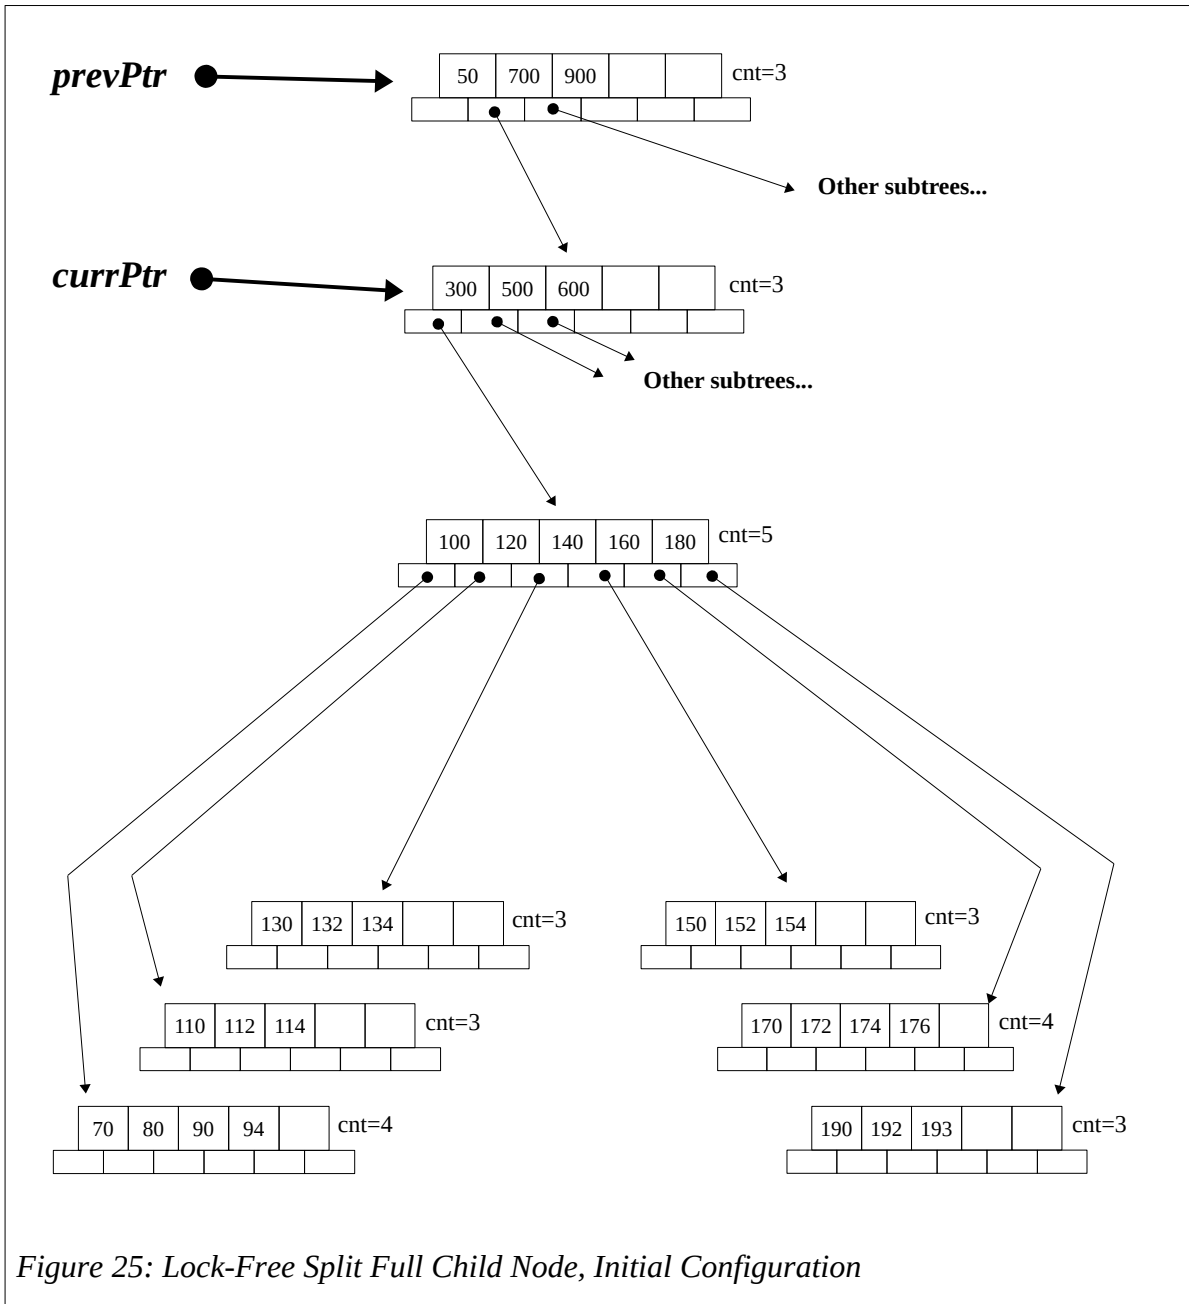 prevPtr
50 700 900
cnt=3
Other subtrees...
currPtr
300 500 600
cnt=3
Other subtrees...
100 120 140 160 180
cnt=5
130 132 134
cnt=3
150 152 154
cnt=3
110 112 114
cnt=3
170 172 174 176
cnt=4
70 80 90 94
cnt=4
190 192 193
cnt=3
Figure 25: Lock-Free Split Full Child Node, Initial Configuration